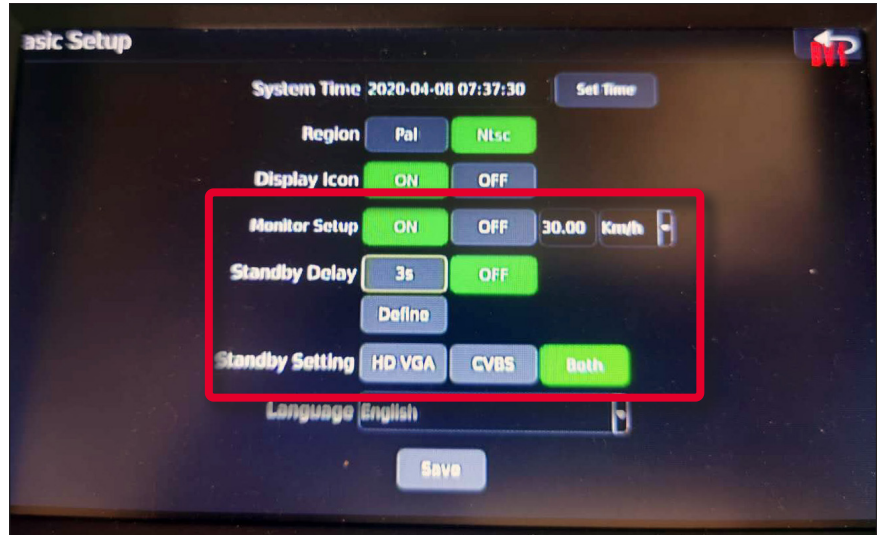 asic Setup
System Time 2020-04-08 07:37:30 Set Time
Region Pal Ntsc
Display Icon ON OFF
Monitor Setup ON OFF 30.00 Km/h
Standby Delay 3s OFF
Define
Standby Setting HD VGA CVBS Both
Language English
Save